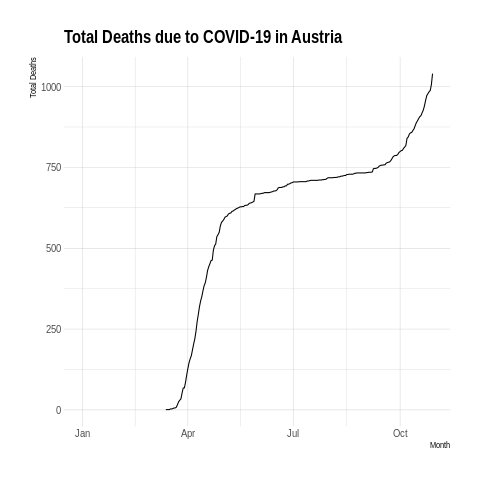 Total Deaths due to COVID-19 in Austria
Total Deaths
1000
750
500
250
0
Jan
Apr
Jul
Oct
Month